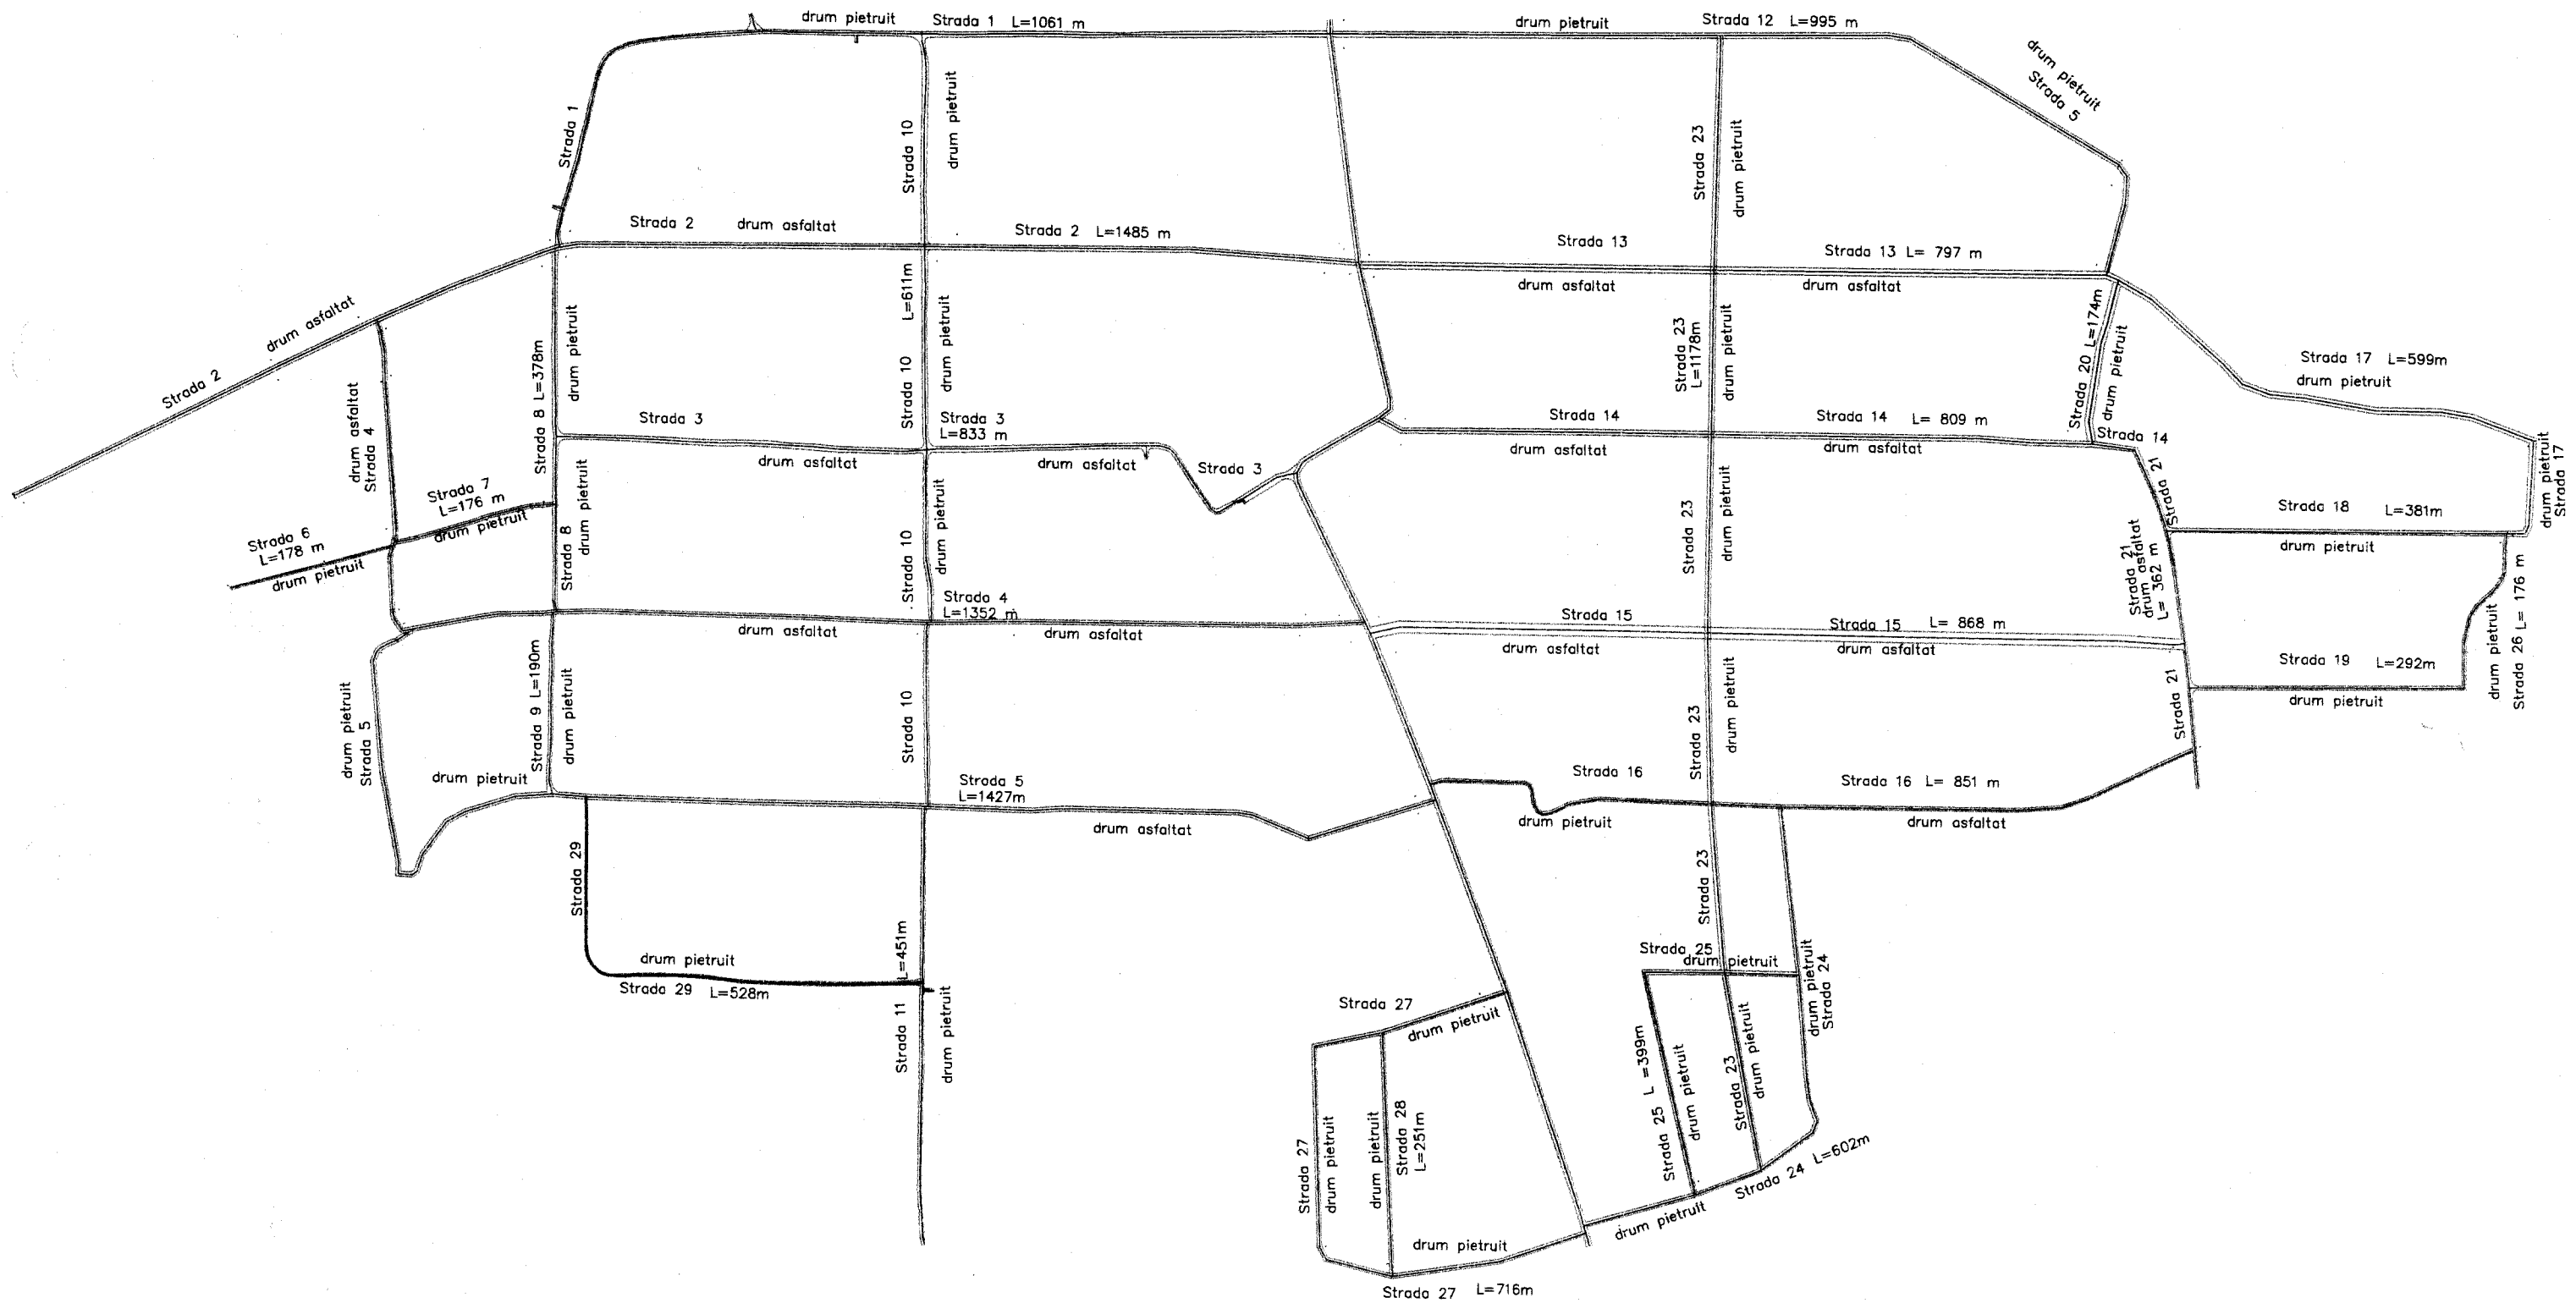 drum pietruit
Strada 1 L=1061 m
drum pietruit
Strada 12 L=995 m
drum pietruit
Strada 5
Strada 1
Strada 10
drum pietruit
Strada 23
drum pietruit
Strada 2
drum asfaltat
Strada 2 L=1485 m
Strada 13
Strada 13 L= 797 m
drum asfaltat
drum asfaltat
drum asfaltat
Strada 2
L=611m
drum pietruit
Strada 8 L=378m
drum pietruit
Strada 10
Strada 23
L=1178m
drum pietruit
Strada 20 L=174m
drum pietruit
Strada 17 L=599m
drum pietruit
drum asfaltat
Strada 4
Strada 3
Strada 3
L=833 m
drum asfaltat
drum asfaltat
Strada 3
Strada 14
Strada 14 L= 809 m
drum asfaltat
drum asfaltat
Strada 14
Strada 21
drum pietruit
Strada 17
Strada 7
L=176 m
drum pietruit
Strada 6
L=178 m
drum pietruit
Strada 8
drum pietruit
Strada 10
drum pietruit
Strada 23
drum pietruit
Strada 18 L=381m
drum pietruit
Strada 21
drum asfaltat
L= 362 m
Strada 4
L=1352 m
drum asfaltat
drum asfaltat
Strada 15
Strada 15 L= 868 m
drum asfaltat
drum asfaltat
drum pietruit
Strada 26 L= 176 m
Strada 19 L=292m
drum pietruit
Strada 21
drum pietruit
Strada 5
Strada 9 L=190m
drum pietruit
Strada 10
Strada 23
drum pietruit
drum pietruit
Strada 5
L=1427m
drum asfaltat
Strada 16
Strada 16 L= 851 m
drum pietruit
drum asfaltat
Strada 29
Strada 23
drum pietruit
Strada 29 L=528m
L=451m
Strada 11
drum pietruit
Strada 25
drum pietruit
drum pietruit
Strada 24
Strada 27
drum pietruit
Strada 25 L =399m
drum pietruit
Strada 23
drum pietruit
Strada 27
drum pietruit
drum pietruit
Strada 28
L=251m
Strada 24 L=602m
drum pietruit
drum pietruit
Strada 27 L=716m